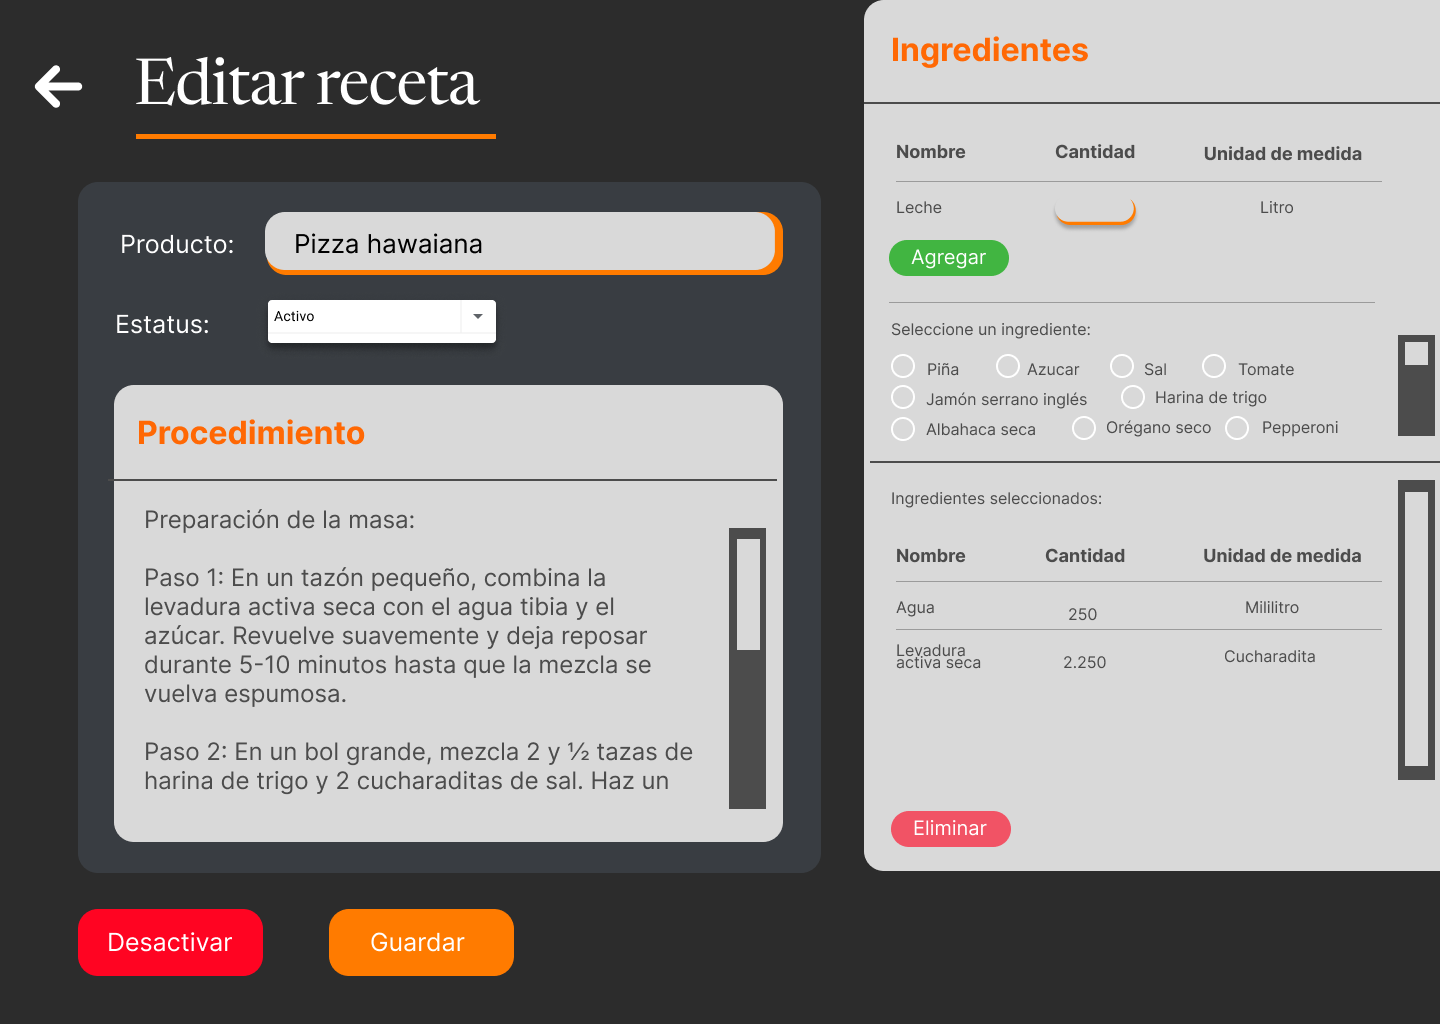 Editar receta
Producto:
Pizza hawaiana
Estatus:
Activo
Procedimiento
Preparación de la masa:
Paso 1: En un tazón pequeño, combina la
levadura activa seca con el agua tibia y el
azúcar. Revuelve suavemente y deja reposar
durante 5-10 minutos hasta que la mezcla se
vuelva espumosa.
Paso 2: En un bol grande, mezcla 2 y ½ tazas de
harina de trigo y 2 cucharaditas de sal. Haz un
Desactivar
Guardar
Ingredientes
Nombre Cantidad Unidad de medida
Leche Litro
Agregar
Seleccione un ingrediente:
Piña Azucar Sal Tomate
Jamón serrano inglés Harina de trigo
Albahaca seca Orégano seco Pepperoni
Ingredientes seleccionados:
Nombre Cantidad Unidad de medida
Agua 250 Mililitro
Levadura
activa seca 2.250 Cucharadita
Eliminar